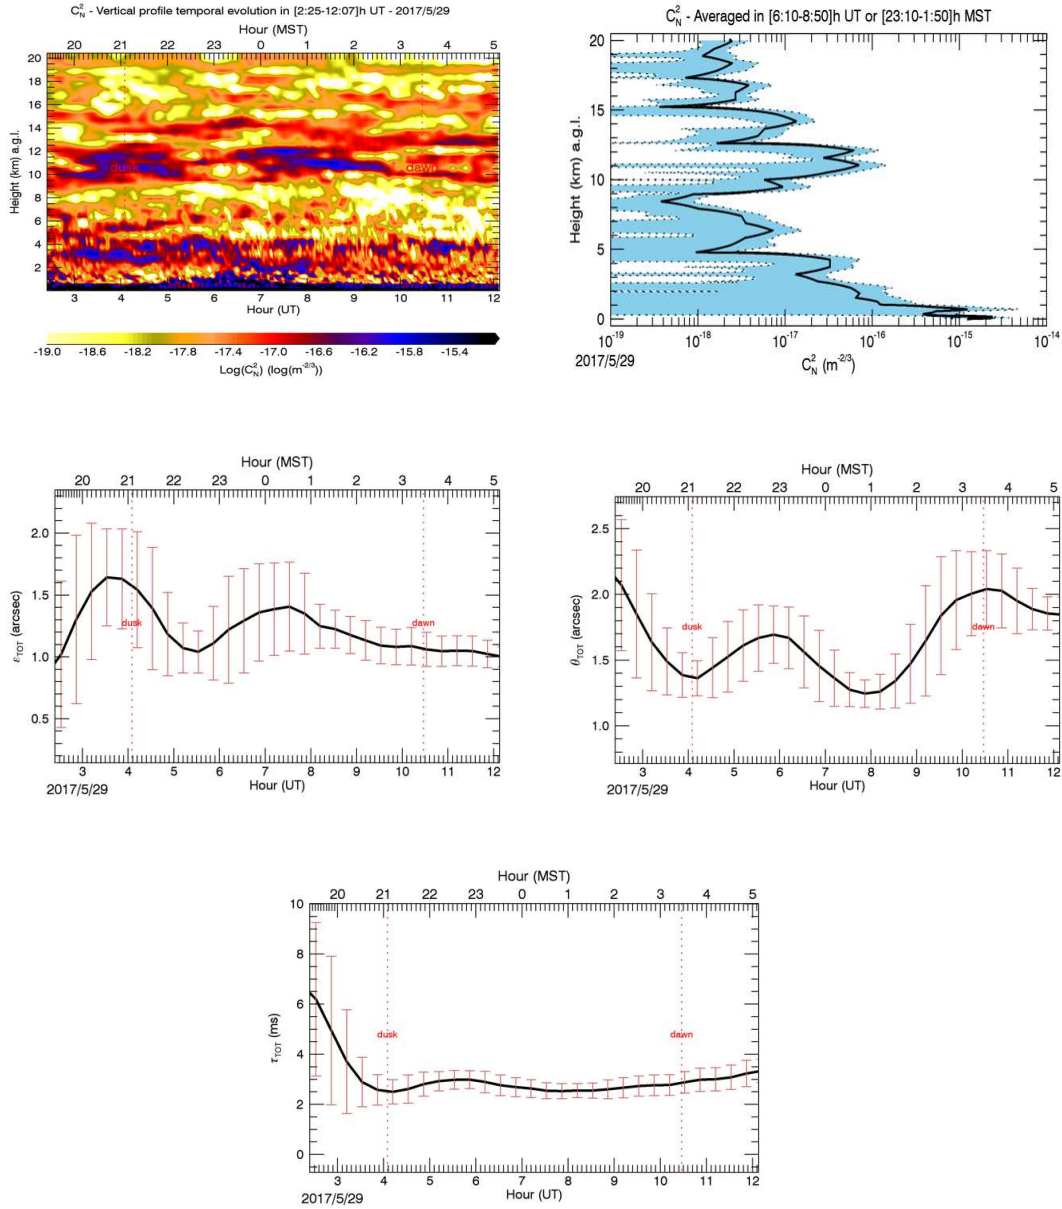 C_N^2 - Vertical profile temporal evolution in [2:25-12:07]h UT - 2017/5/29
Hour (MST)
20 21 22 23 0 1 2 3 4 5
Height (km) a.g.l.
20
18
16
14
12
10
8
6
4
2
dusk
dawn
3 4 5 6 7 8 9 10 11 12
Hour (UT)
-19.0 -18.6 -18.2 -17.8 -17.4 -17.0 -16.6 -16.2 -15.8 -15.4
Log(C_N^2) (log(m^-2/3))
C_N^2 - Averaged in [6:10-8:50]h UT or [23:10-1:50]h MST
Height (km) a.g.l.
20
15
10
5
0
10^-19 10^-18 10^-17 10^-16 10^-15 10^-14
2017/5/29
C_N^2 (m^-2/3)
Hour (MST)
20 21 22 23 0 1 2 3 4 5
ε_TOT (arcsec)
2.0
1.5
1.0
0.5
dusk
dawn
3 4 5 6 7 8 9 10 11 12
Hour (UT)
2017/5/29
Hour (MST)
20 21 22 23 0 1 2 3 4 5
θ_TOT (arcsec)
2.5
2.0
1.5
1.0
dusk
dawn
3 4 5 6 7 8 9 10 11 12
Hour (UT)
2017/5/29
Hour (MST)
20 21 22 23 0 1 2 3 4 5
τ_TOT (ms)
10
8
6
4
2
0
dusk
dawn
3 4 5 6 7 8 9 10 11 12
Hour (UT)
2017/5/29